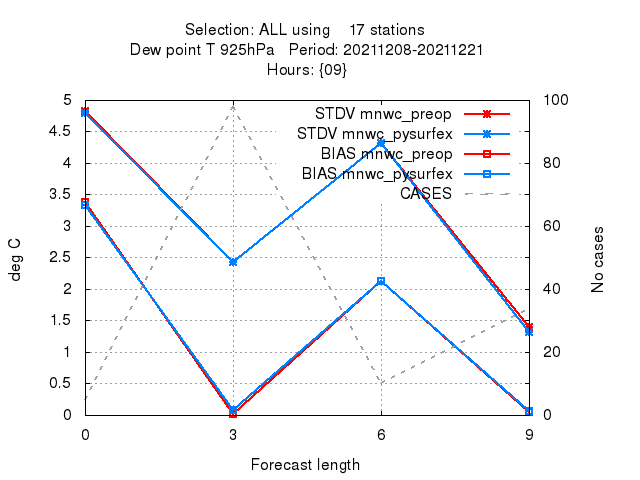 Selection: ALL using    17 stations
Dew point T 925hPa   Period: 20211208-20211221
Hours: {09}
5 100
STDV mnwc_preop
4.5
STDV mnwc_pysurfex
4 80
BIAS mnwc_preop
3.5
BIAS mnwc_pysurfex
CASES
3 60
2.5
deg C
No cases
2 40
1.5
1 20
0.5
0 0
0 3 6 9
Forecast length